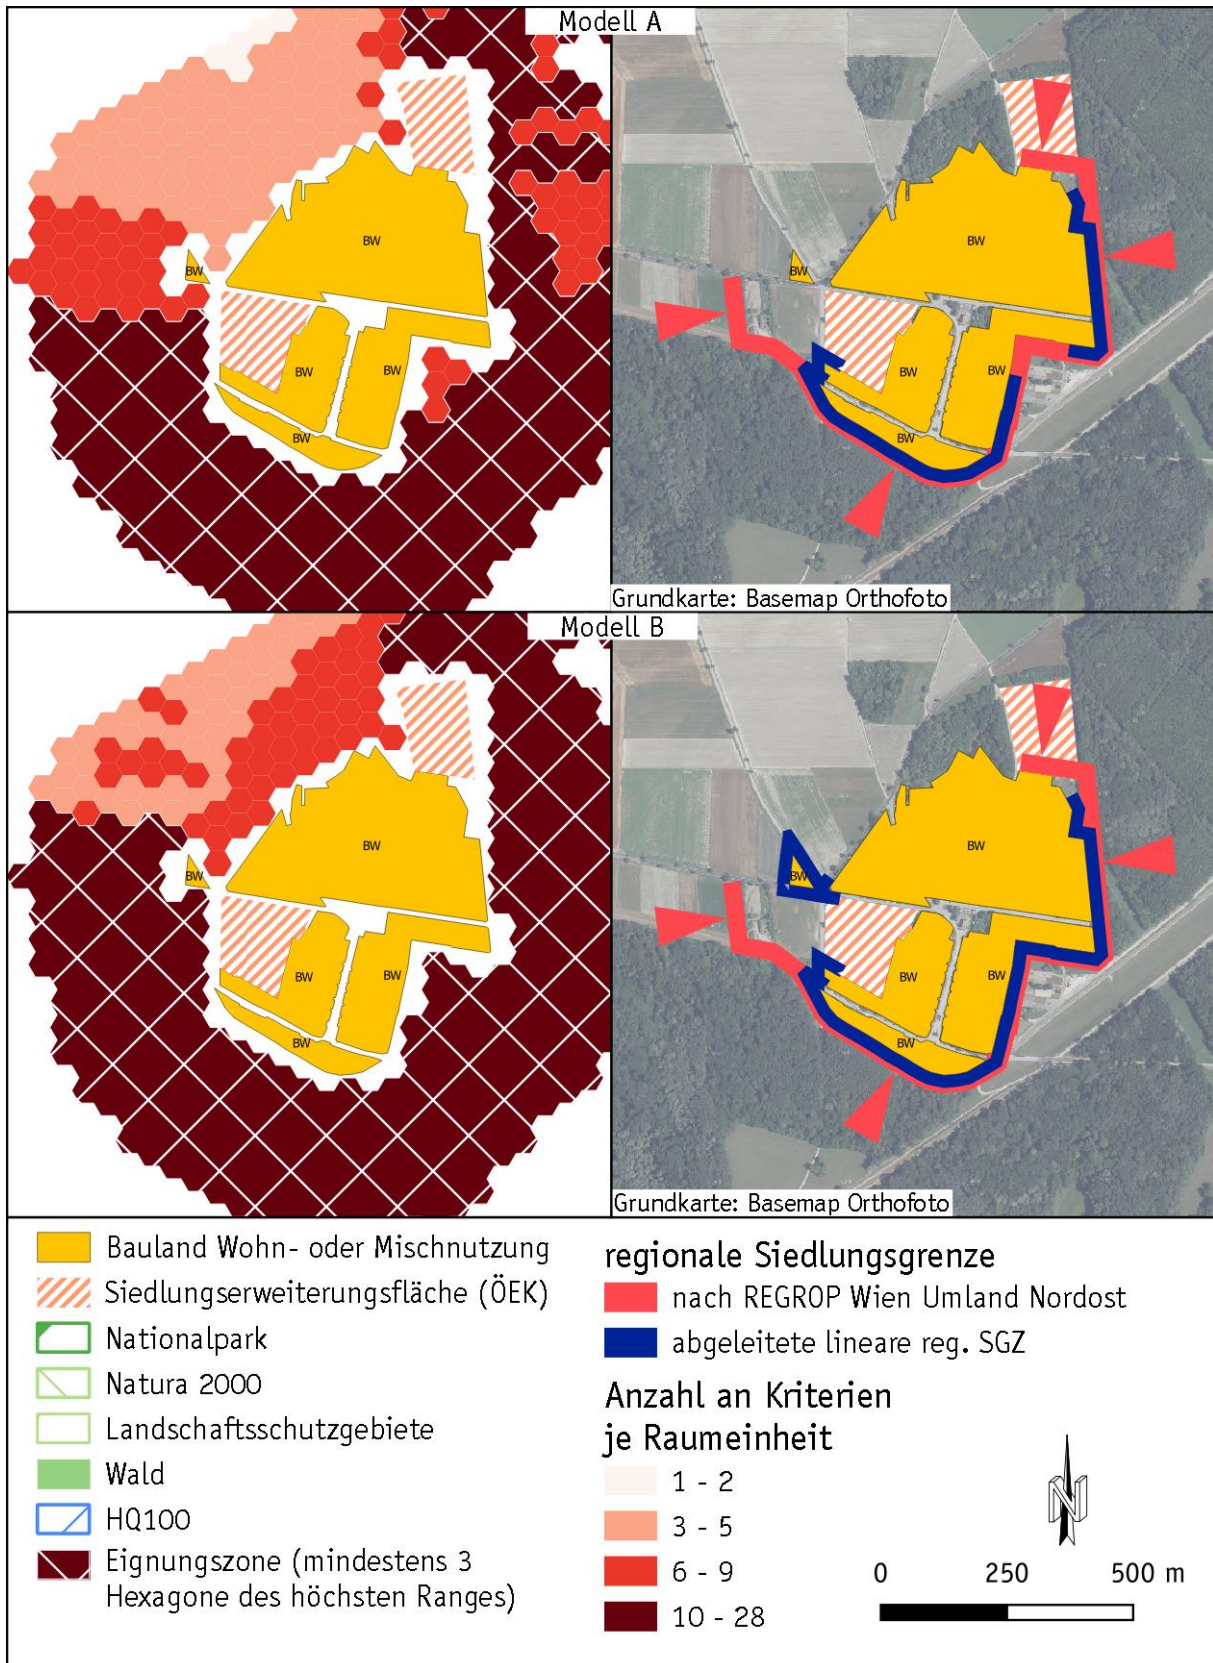 Modell A
BW
BW
BW
BW
BW
BW
BW
BW
BW
BW
Grundkarte: Basemap Orthofoto
Modell B
BW
BW
BW
BW
BW
BW
BW
BW
BW
BW
Grundkarte: Basemap Orthofoto
Bauland Wohn- oder Mischnutzung
Siedlungserweiterungsfläche (ÖEK)
Nationalpark
Natura 2000
Landschaftsschutzgebiete
Wald
HQ100
Eignungszone (mindestens 3
Hexagone des höchsten Ranges)
regionale Siedlungsgrenze
nach REGROP Wien Umland Nordost
abgeleitete lineare reg. SGZ
Anzahl an Kriterien
je Raumeinheit
1 - 2
3 - 5
6 - 9
10 - 28
N
0 250 500 m